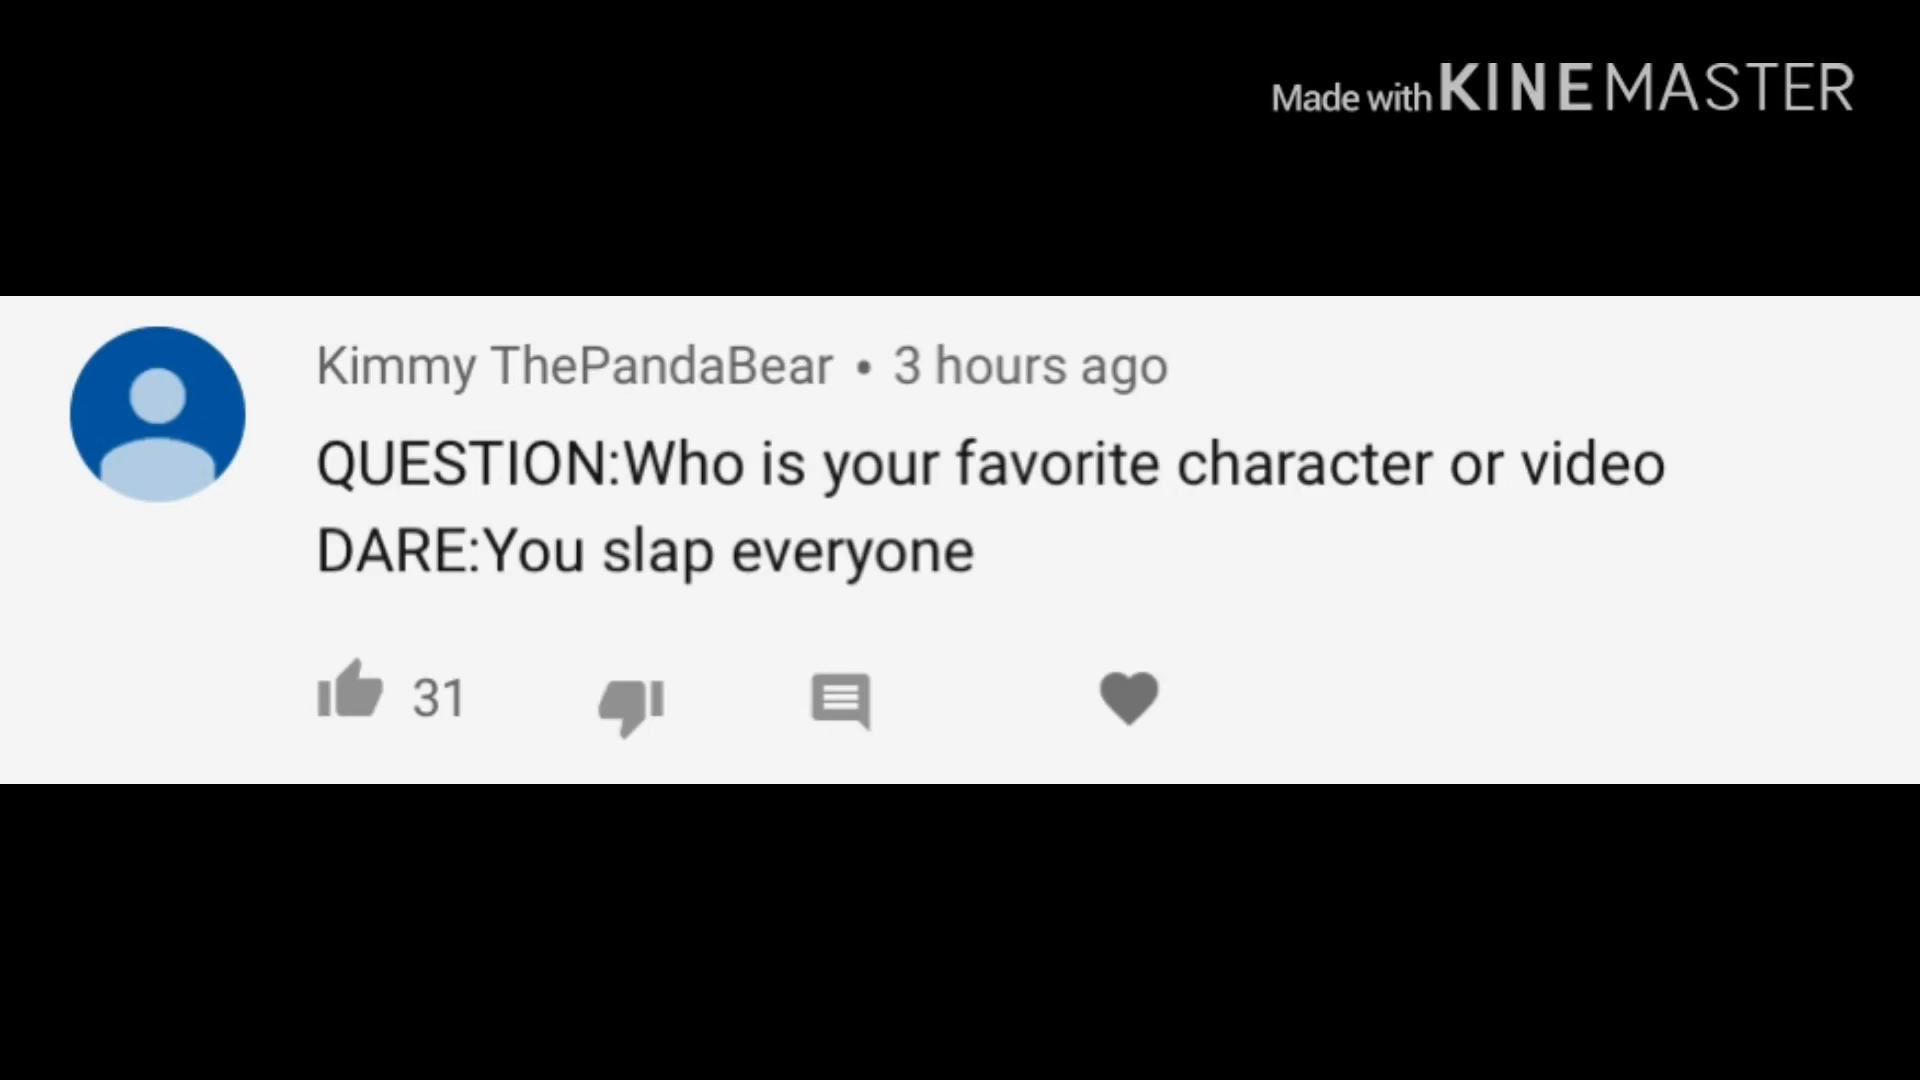 Made with KINEMASTER
Kimmy ThePandaBear • 3 hours ago
QUESTION:Who is your favorite character or video
DARE:You slap everyone
31